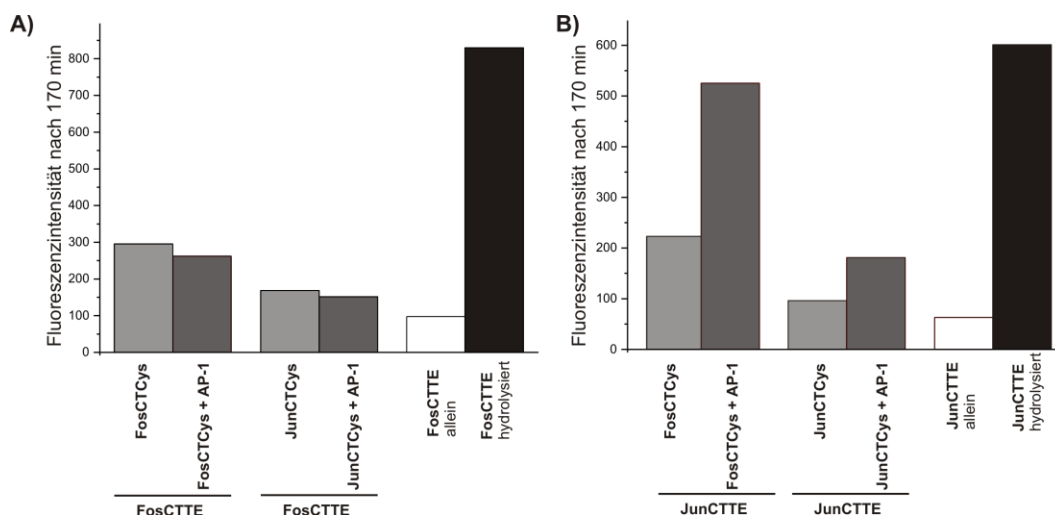 A)
Fluoreszenzintensität nach 170 min
800
700
600
500
400
300
200
100
0
FosCTCys
FosCTCys + AP-1
JunCTCys
JunCTCys + AP-1
FosCTTE
allein
FosCTTE
hydrolysiert
FosCTTE
FosCTTE
B)
Fluoreszenzintensität nach 170 min
600
500
400
300
200
100
0
FosCTCys
FosCTCys + AP-1
JunCTCys
JunCTCys + AP-1
JunCTTE
allein
JunCTTE
hydrolysiert
JunCTTE
JunCTTE